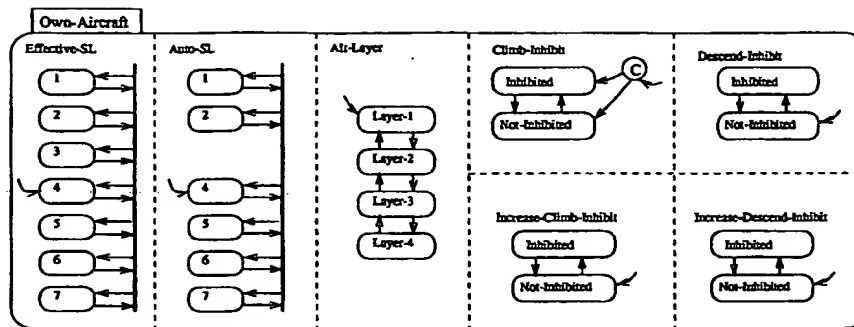 Own-Aircraft
Effective-SL
1
2
3
4
5
6
7
Auto-SL
1
2
4
5
6
7
Alt-Layer
Layer-1
Layer-2
Layer-3
Layer-4
Climb-Inhibit
C
Inhibited
Not-Inhibited
Descend-Inhibit
Inhibited
Not-Inhibited
Increase-Climb-Inhibit
Inhibited
Not-Inhibited
Increase-Descend-Inhibit
Inhibited
Not-Inhibited